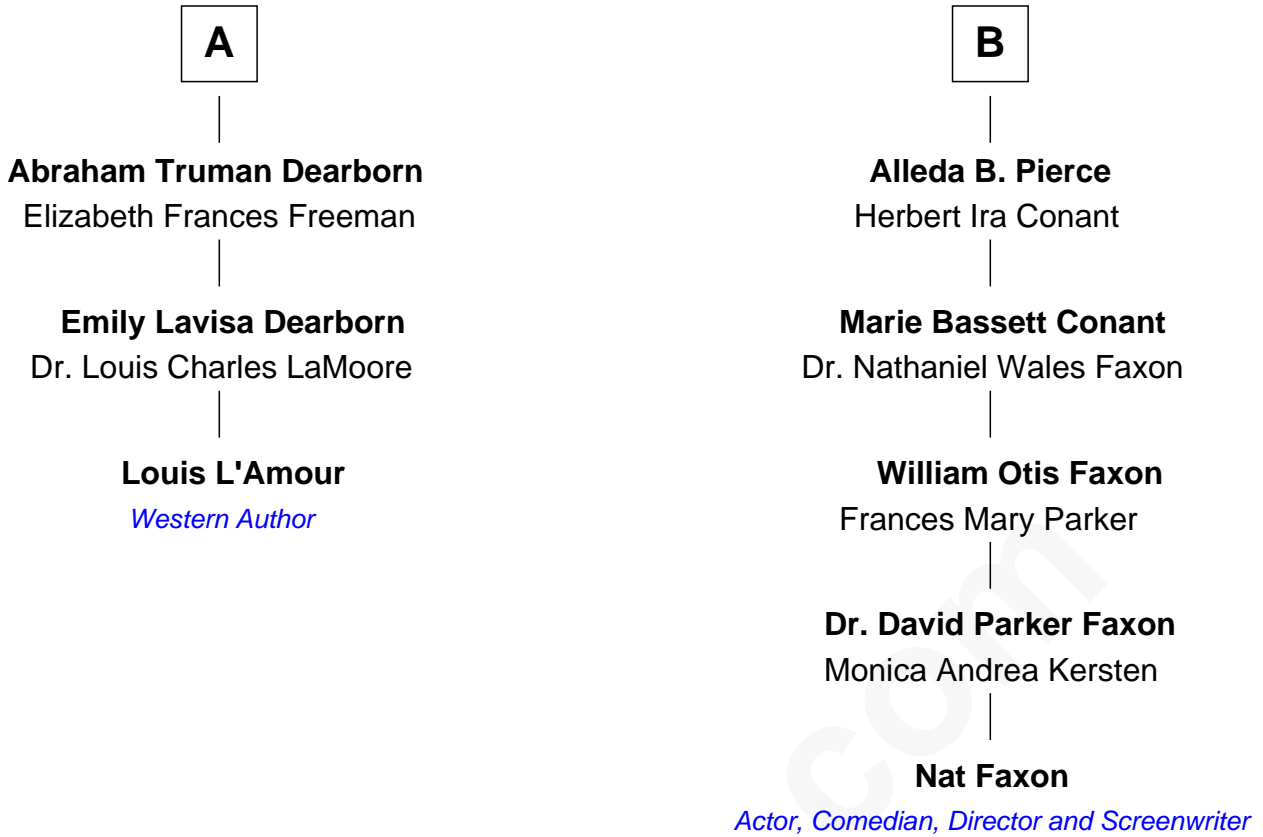 A
Abraham Truman Dearborn
Elizabeth Frances Freeman
Emily Lavisa Dearborn
Dr. Louis Charles LaMoore
Louis L'Amour
Western Author
B
Alleda B. Pierce
Herbert Ira Conant
Marie Bassett Conant
Dr. Nathaniel Wales Faxon
William Otis Faxon
Frances Mary Parker
Dr. David Parker Faxon
Monica Andrea Kersten
Nat Faxon
Actor, Comedian, Director and Screenwriter
com